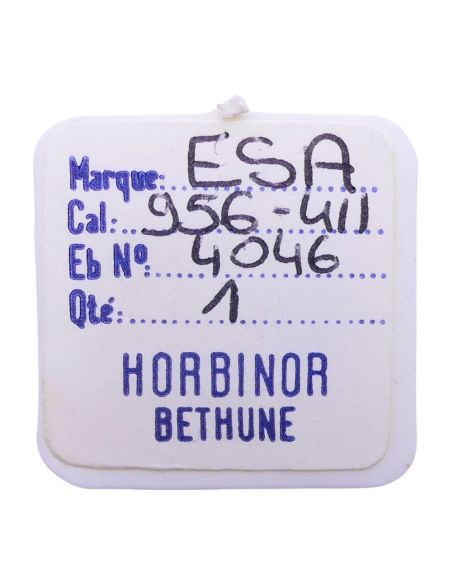 Marque: ESA
Cal: 956-411
Eb Nº: 4046
Qté: 1
HORBINOR
BETHUNE